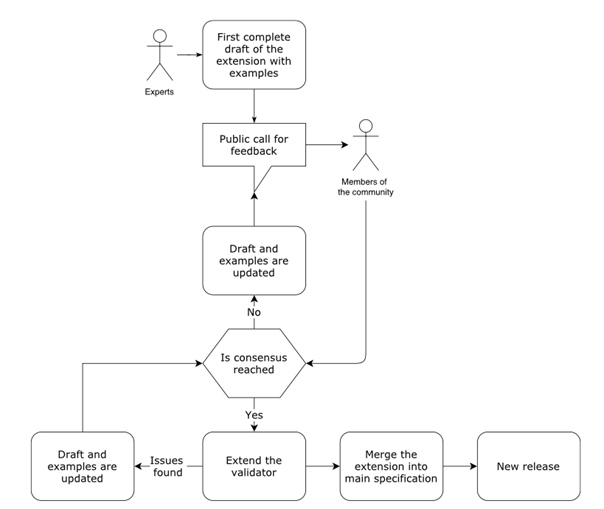 First complete
draft of the
extension with
examples
Experts
Public call for
feedback
Members of
the community
Draft and
examples are
updated
No
Is consensus
reached
Yes
Draft and
examples are
updated
Issues
found
Extend the
validator
Merge the
extension into
main specification
New release